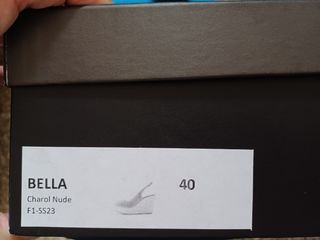 BELLA 40
Charol Nude
F1-SS23